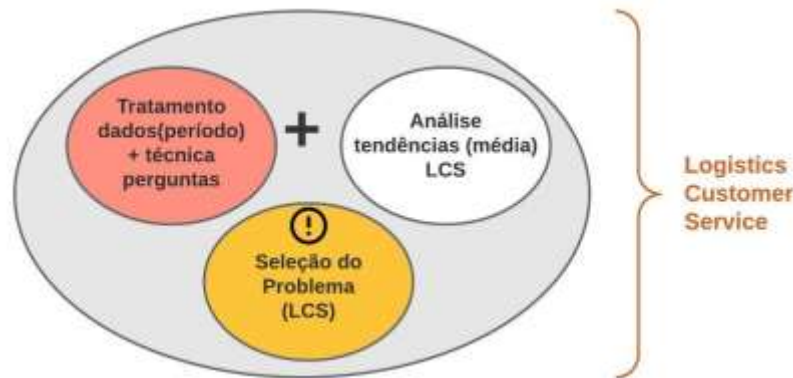 Tratamento
dados(período)
+ técnica
perguntas
+
Análise
tendências (média)
LCS
Seleção do
Problema
(LCS)
Logistics
Customer
Service